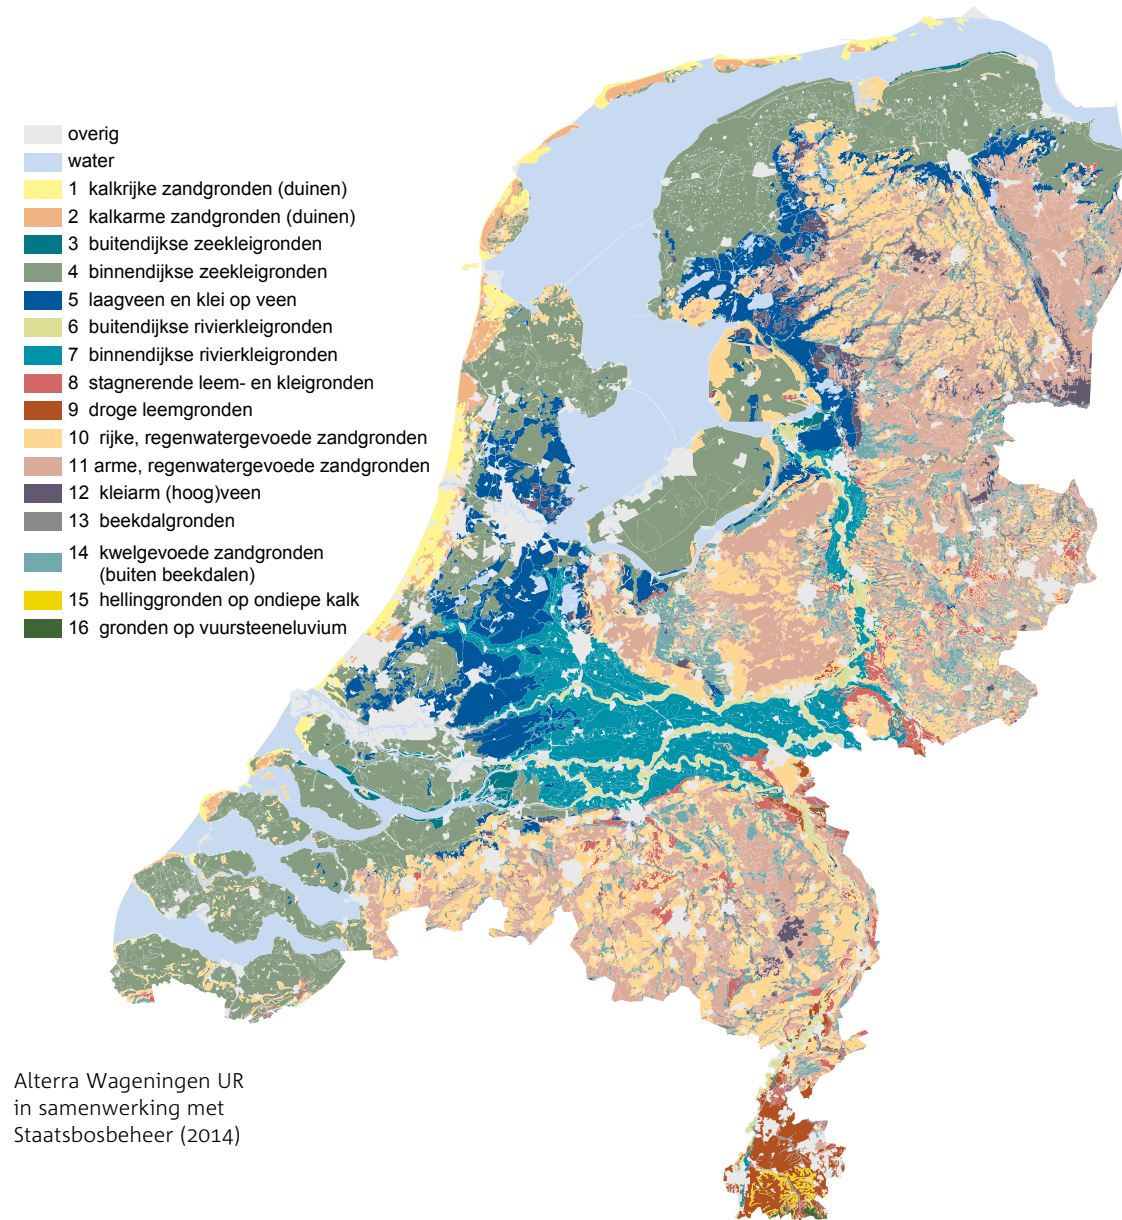 overig
water
1 kalkrijke zandgronden (duinen)
2 kalkarme zandgronden (duinen)
3 buitendijkse zeekleigronden
4 binnendijkse zeekleigronden
5 laagveen en klei op veen
6 buitendijkse rivierkleigronden
7 binnendijkse rivierkleigronden
8 stagnerende leem- en kleigronden
9 droge leemgronden
10 rijke, regenwatergevoede zandgronden
11 arme, regenwatergevoede zandgronden
12 kleiarm (hoog)veen
13 beekdalgronden
14 kwelgevoede zandgronden
(buiten beekdalen)
15 hellinggronden op ondiepe kalk
16 gronden op vuursteeneluvium
Alterra Wageningen UR
in samenwerking met
Staatsbosbeheer (2014)